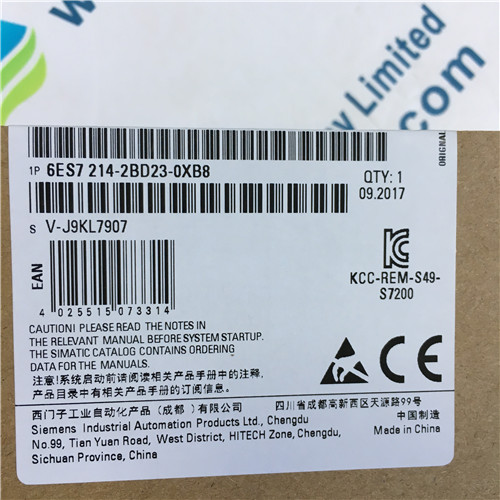 y Limited
.com
ORIGINAL
1P 6ES7 214-2BD23-0XB8
QTY: 1
09.2017
S V-J9KL7907
EAN
4 025515 073314
KCC-REM-S49-
S7200
CAUTION! PLEASE READ THE NOTES IN
THE RELEVANT MANUAL BEFORE SYSTEM STARTUP.
THE SIMATIC CATALOG CONTAINS ORDERING
DATA FOR THE MANUALS.
注意!系统启动前请阅读相关产品手册中的注释,
产品目录中有相关产品手册的订阅信息.
西门子工业自动化产品(成都)有限公司
四川省成都高新西区天源路99号
Siemens Industrial Automation Products Ltd., Chengdu
中国制造
No.99, Tian Yuan Road, West District, HITECH Zone, Chengdu,
Made in China
Sichuan Province, China